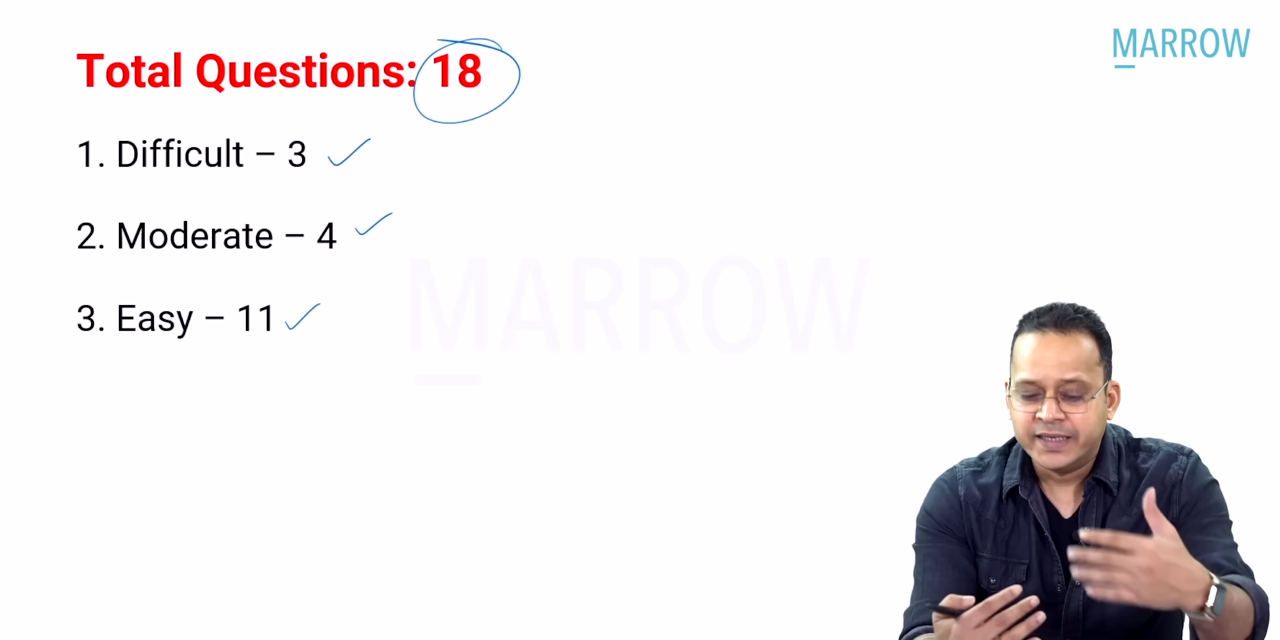 MARROW
Total Questions: 18
1. Difficult – 3
2. Moderate – 4
3. Easy – 11
MARROW